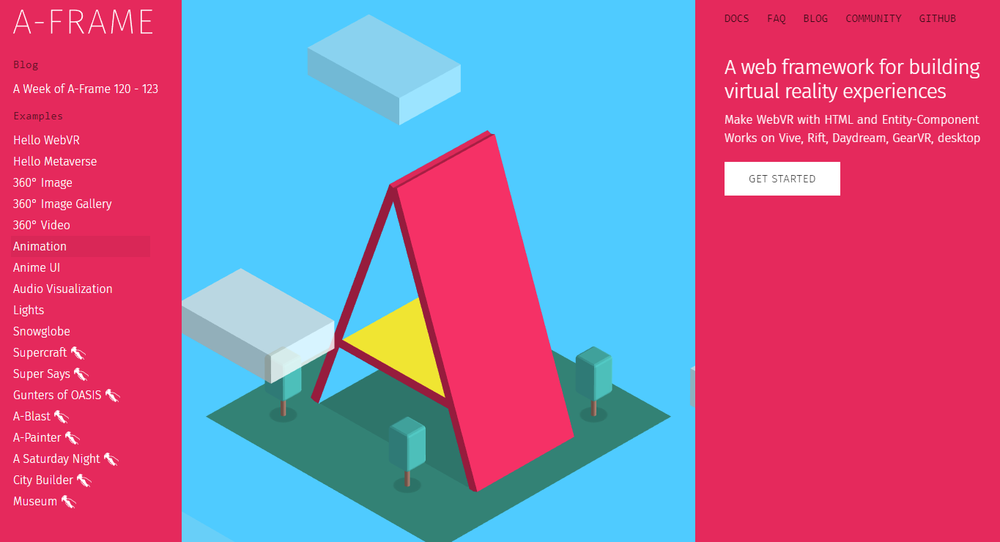 A-FRAME
Blog
A Week of A-Frame 120 - 123
Examples
Hello WebVR
Hello Metaverse
360° Image
360° Image Gallery
360° Video
Animation
Anime UI
Audio Visualization
Lights
Snowglobe
Supercraft
Super Says
Gunters of OASIS
A-Blast
A-Painter
A Saturday Night
City Builder
Museum
DOCS FAQ BLOG COMMUNITY GITHUB
A web framework for building
virtual reality experiences
Make WebVR with HTML and Entity-Component
Works on Vive, Rift, Daydream, GearVR, desktop
GET STARTED